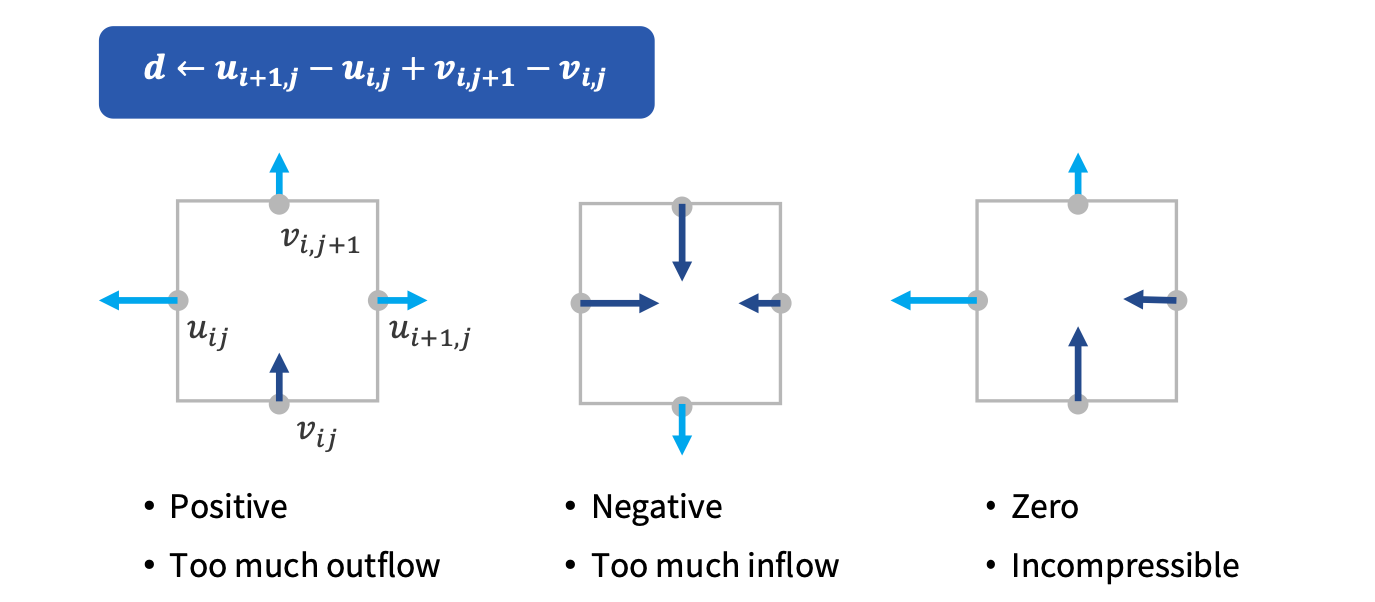 d ← u_{i+1,j} − u_{i,j} + v_{i,j+1} − v_{i,j}
v_{i,j+1}
u_{ij}
u_{i+1,j}
v_{ij}
• Positive
• Too much outflow
• Negative
• Too much inflow
• Zero
• Incompressible